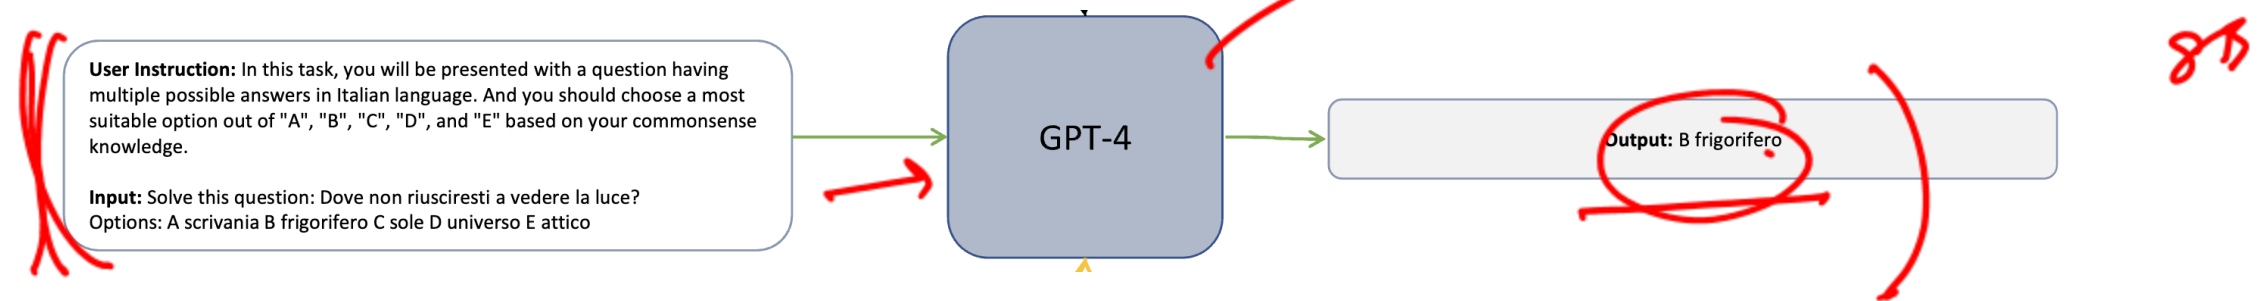 User Instruction: In this task, you will be presented with a question having
multiple possible answers in Italian language. And you should choose a most
suitable option out of "A", "B", "C", "D", and "E" based on your commonsense
knowledge.
Input: Solve this question: Dove non riusciresti a vedere la luce?
Options: A scrivania B frigorifero C sole D universo E attico
GPT-4
Output: B frigorifero
8B